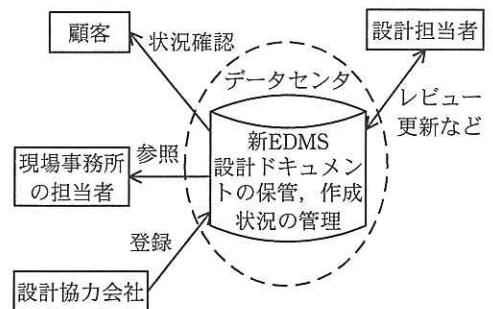 顧客
状況確認
設計担当者
データセンタ
レビュー
更新など
新EDMS
設計ドキュメン
トの保管，作成
状況の管理
参照
現場事務所
の担当者
登録
設計協力会社